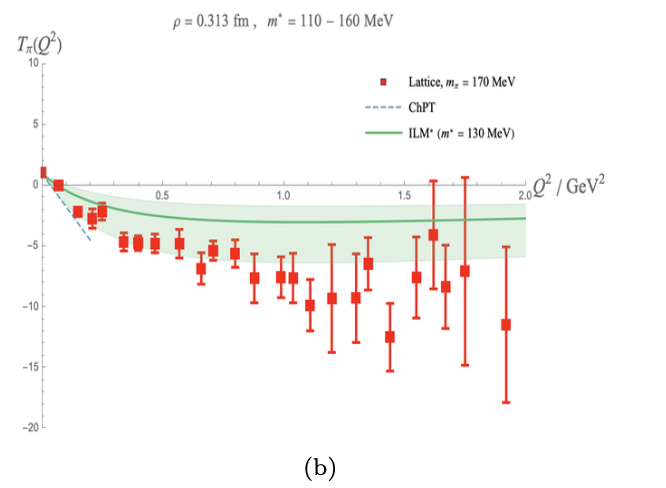 ρ = 0.313 fm , m* = 110 – 160 MeV
T_π(Q²)
10
5
0
−5
−10
−15
−20
0.5
1.0
1.5
2.0
Q² / GeV²
Lattice, m_π = 170 MeV
ChPT
ILM* (m* = 130 MeV)
(b)